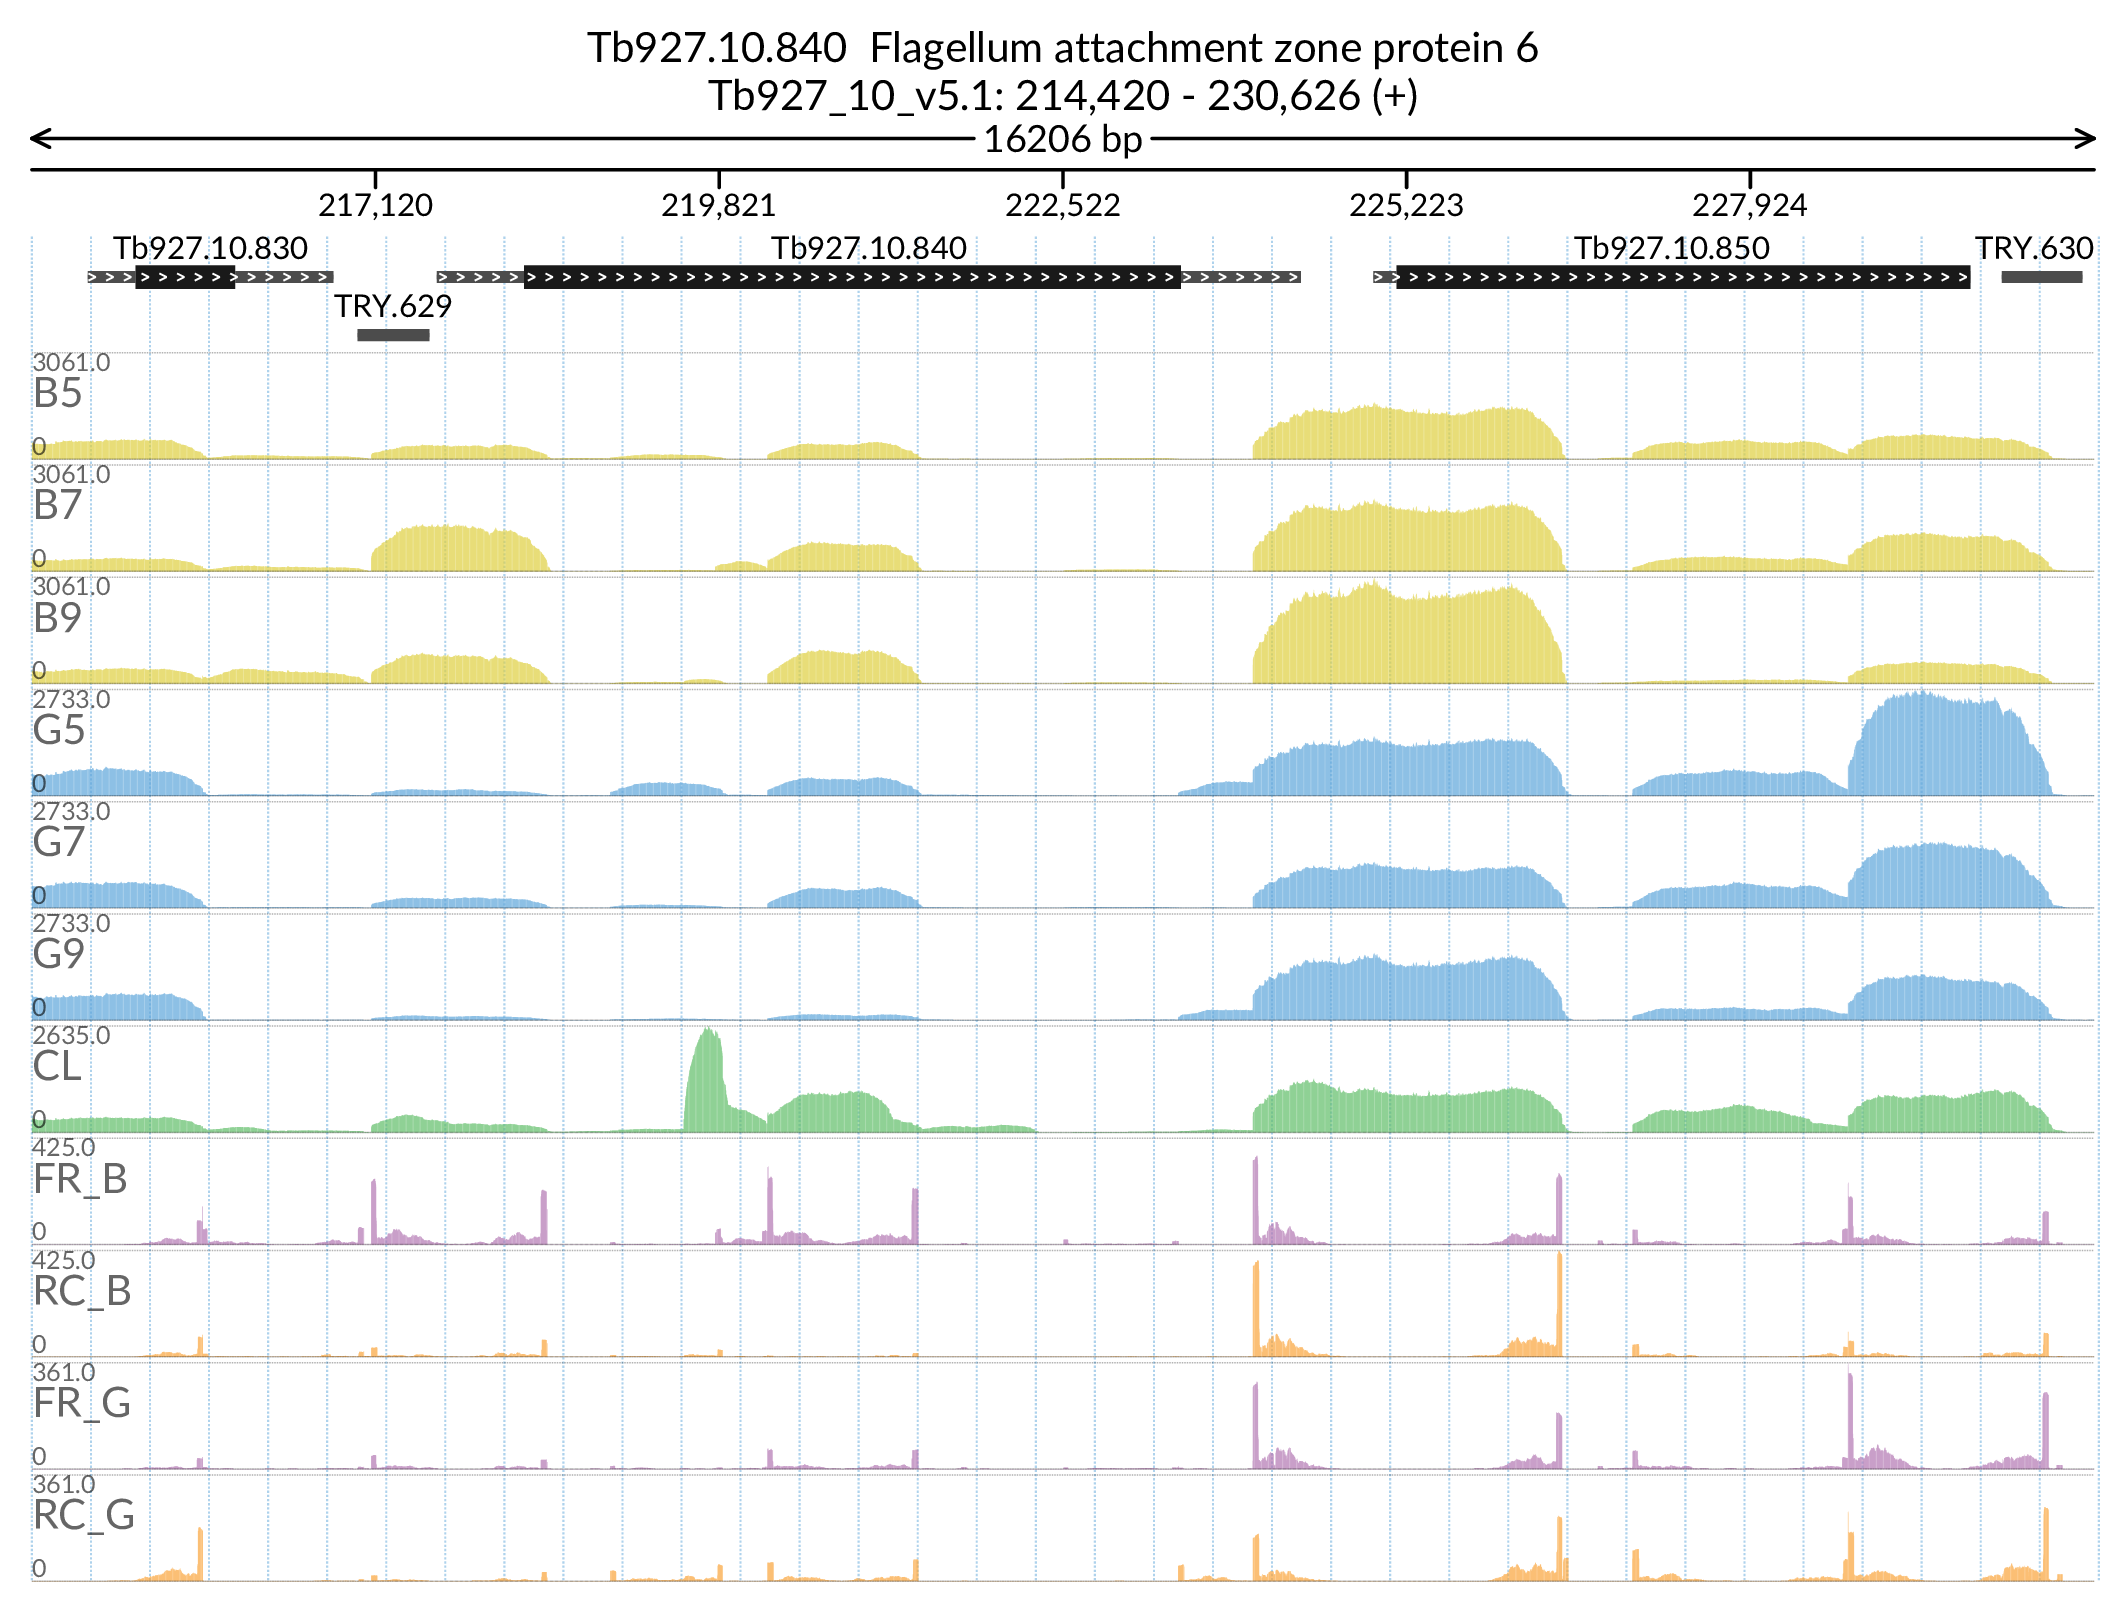 Tb927.10.840 Flagellum attachment zone protein 6
Tb927_10_v5.1: 214,420 - 230,626 (+)
16206 bp
217,120 219,821 222,522 225,223 227,924
Tb927.10.830 Tb927.10.840 Tb927.10.850 TRY.630
TRY.629
3061.0
B5
0
3061.0
B7
0
3061.0
B9
0
2733.0
G5
0
2733.0
G7
0
2733.0
G9
0
2635.0
CL
0
425.0
FR_B
0
425.0
RC_B
0
361.0
FR_G
0
361.0
RC_G
0